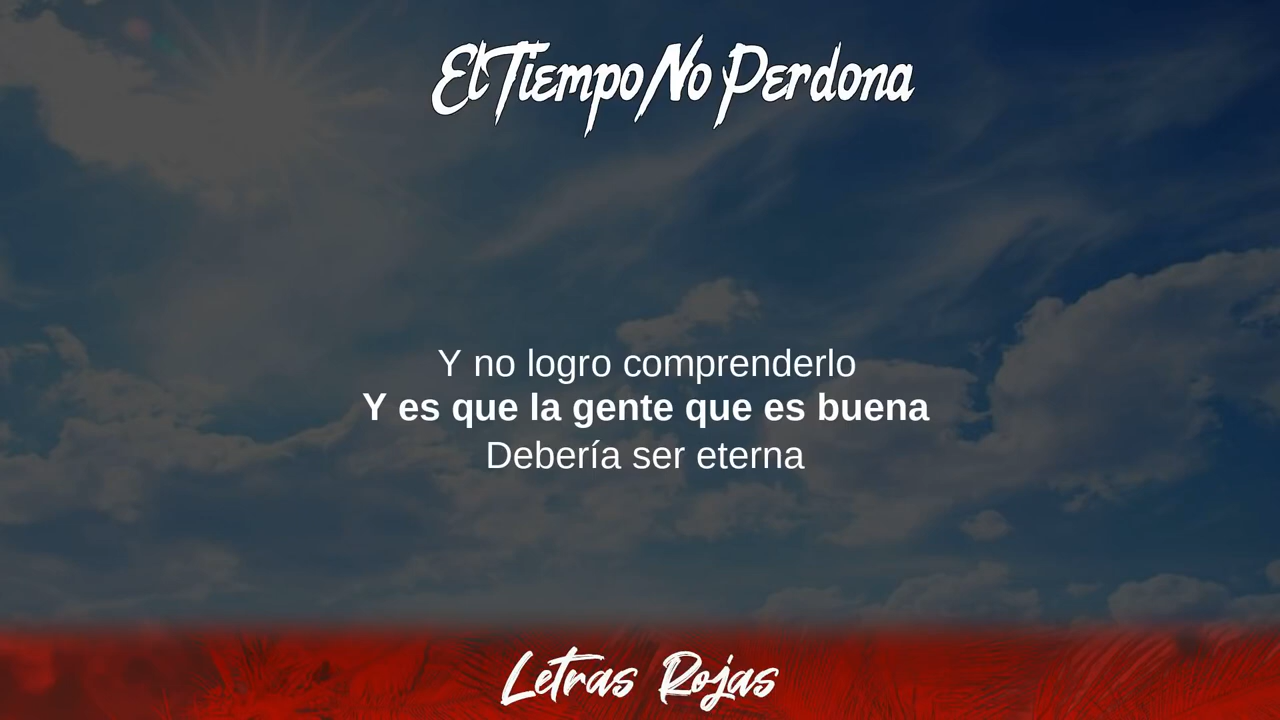 El Tiempo No Perdona
Y no logro comprenderlo
Y es que la gente que es buena
Debería ser eterna
Letras Rojas